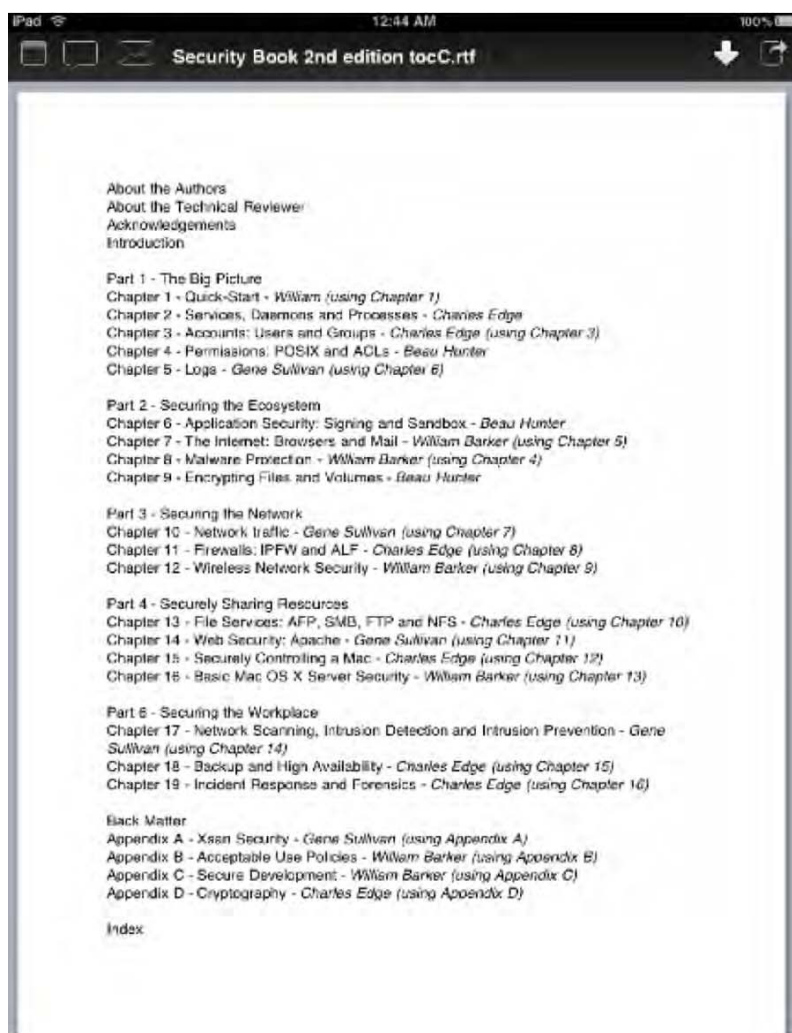 iPad 12:44 AM 100%
Security Book 2nd edition tocC.rtf
About the Authors
About the Technical Reviewer
Acknowledgements
Introduction
Part 1 - The Big Picture
Chapter 1 - Quick-Start - William (using Chapter 1)
Chapter 2 - Services, Daemons and Processes - Charles Edge
Chapter 3 - Accounts: Users and Groups - Charles Edge (using Chapter 3)
Chapter 4 - Permissions: POSIX and ACLs - Beau Hunter
Chapter 5 - Logs - Gene Sullivan (using Chapter 6)
Part 2 - Securing the Ecosystem
Chapter 6 - Application Security: Signing and Sandbox - Beau Hunter
Chapter 7 - The Internet: Browsers and Mail - William Barker (using Chapter 5)
Chapter 8 - Malware Protection - William Barker (using Chapter 4)
Chapter 9 - Encrypting Files and Volumes - Beau Hunter
Part 3 - Securing the Network
Chapter 10 - Network traffic - Gene Sullivan (using Chapter 7)
Chapter 11 - Firewalls: IPFW and ALF - Charles Edge (using Chapter 8)
Chapter 12 - Wireless Network Security - William Barker (using Chapter 9)
Part 4 - Securely Sharing Resources
Chapter 13 - File Services: AFP, SMB, FTP and NFS - Charles Edge (using Chapter 10)
Chapter 14 - Web Security: Apache - Gene Sullivan (using Chapter 11)
Chapter 15 - Securely Controlling a Mac - Charles Edge (using Chapter 12)
Chapter 16 - Basic Mac OS X Server Security - William Barker (using Chapter 13)
Part 5 - Securing the Workplace
Chapter 17 - Network Scanning, Intrusion Detection and Intrusion Prevention - Gene
Sullivan (using Chapter 14)
Chapter 18 - Backup and High Availability - Charles Edge (using Chapter 15)
Chapter 19 - Incident Response and Forensics - Charles Edge (using Chapter 16)
Back Matter
Appendix A - Xsan Security - Gene Sullivan (using Appendix A)
Appendix B - Acceptable Use Policies - William Barker (using Appendix B)
Appendix C - Secure Development - William Barker (using Appendix C)
Appendix D - Cryptography - Charles Edge (using Appendix D)
Index